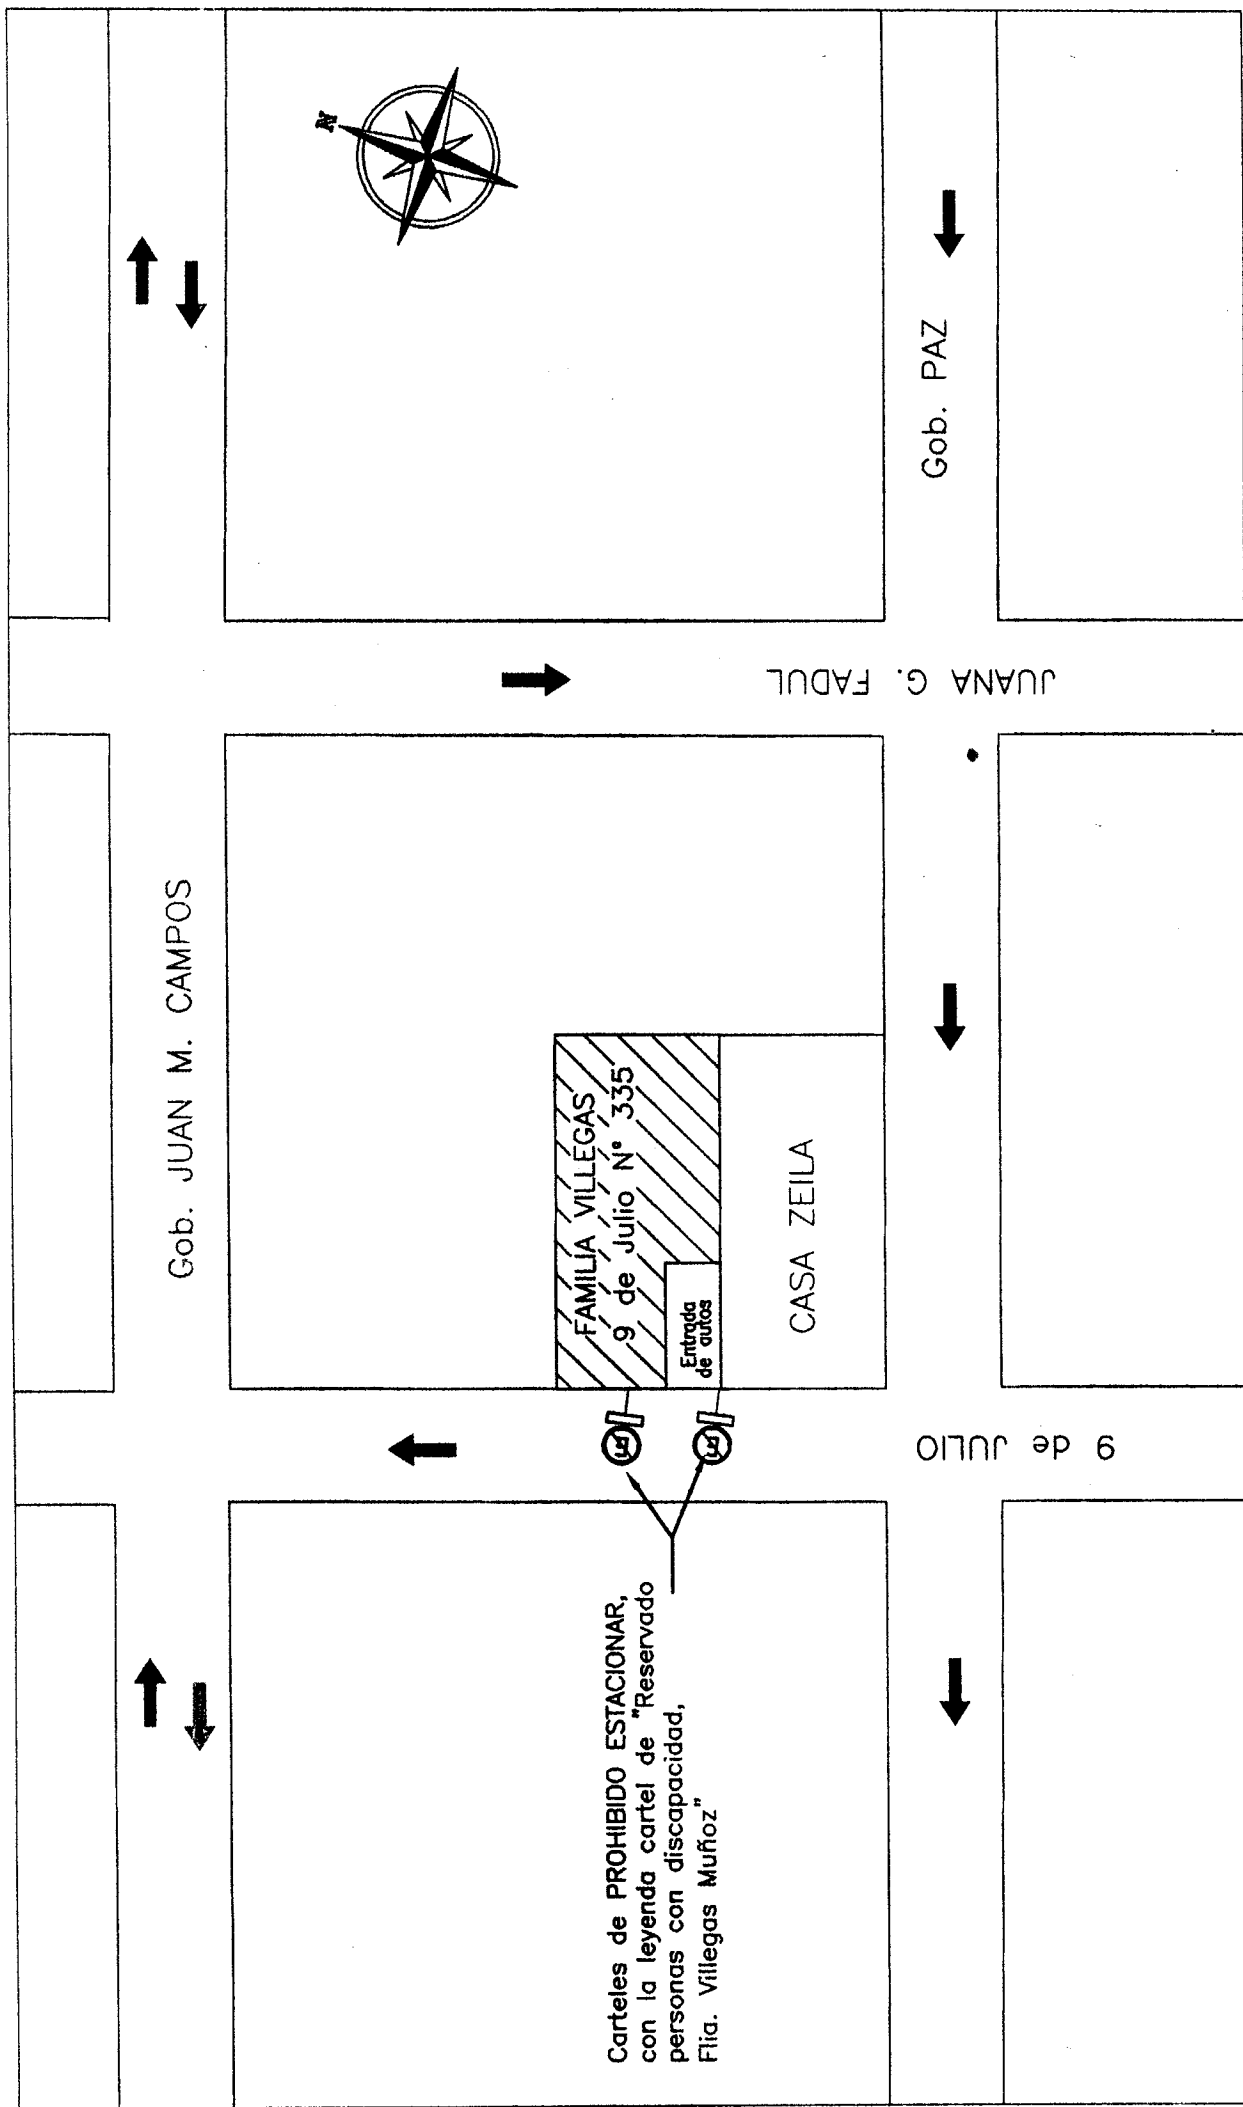 N
Gob. JUAN M. CAMPOS
Gob. PAZ
JUANA G. FADUL
9 de JULIO
FAMILIA VILLEGAS
9 de Julio N° 335
Entrada
de autos
CASA ZEILA
E
E
Carteles de PROHIBIDO ESTACIONAR,
con la leyenda cartel de "Reservado
personas con discapacidad,
Flia. Villegas Muñoz"